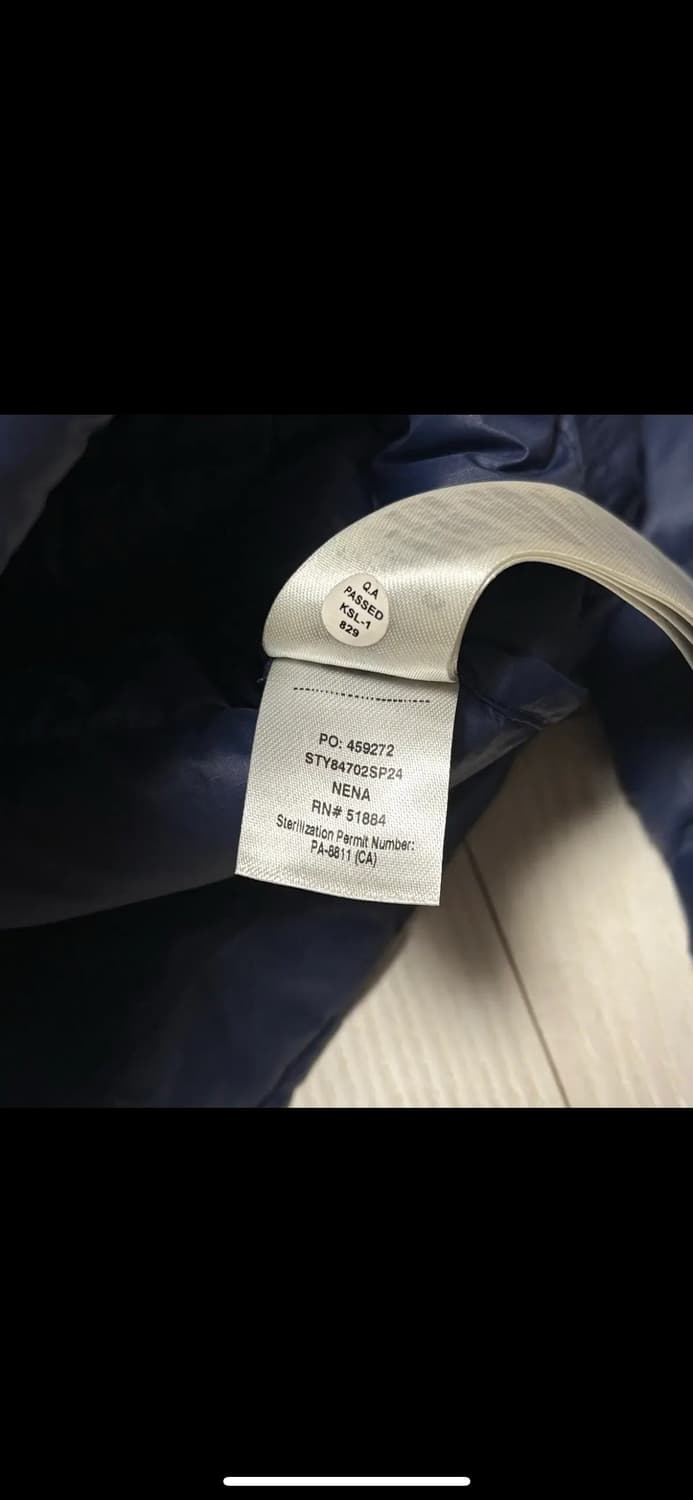 Q.A
PASSED
KSL-1
829
PO: 459272
STY84702SP24
NENA
RN# 51884
Sterilization Permit Number:
PA-8811 (CA)